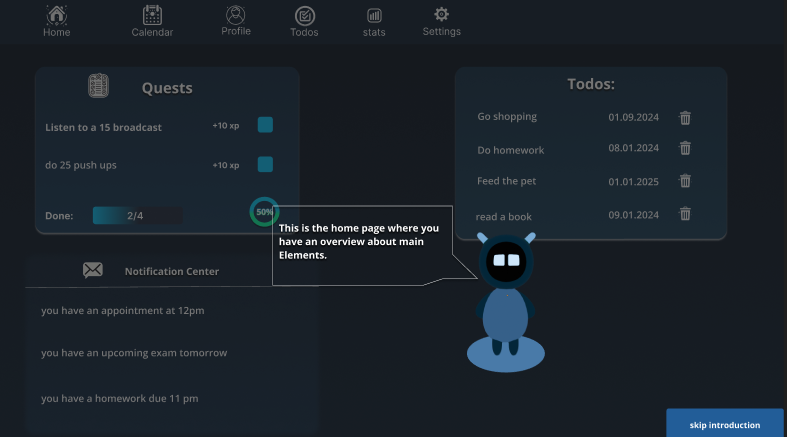 Home
Calendar
Profile
Todos
stats
Settings
Quests
Listen to a 15 broadcast
+10 xp
do 25 push ups
+10 xp
Done:
2/4
50%
Todos:
Go shopping
01.09.2024
Do homework
08.01.2024
Feed the pet
01.01.2025
read a book
09.01.2024
This is the home page where you
have an overview about main
Elements.
Notification Center
you have an appointment at 12pm
you have an upcoming exam tomorrow
you have a homework due 11 pm
skip introduction